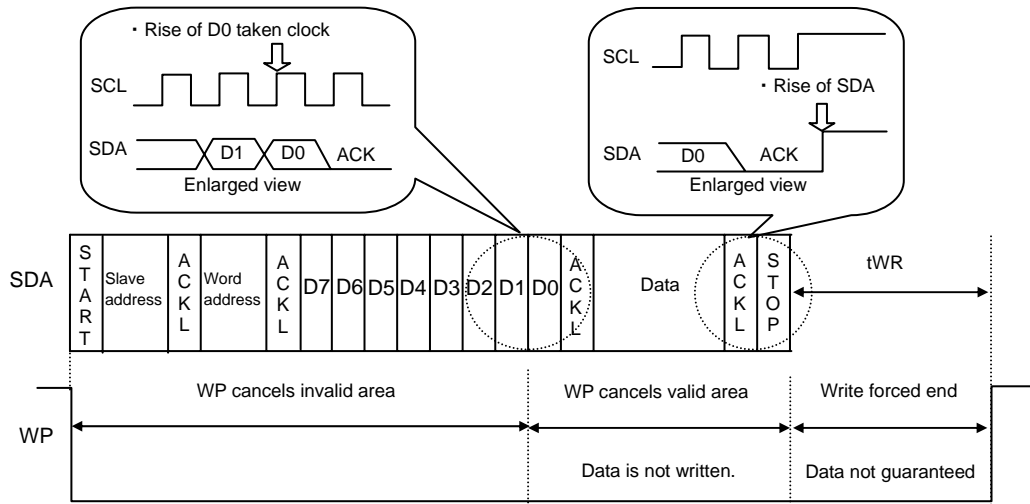 ・Rise of D0 taken clock
SCL
SDA
D1
D0
ACK
Enlarged view
SCL
・Rise of SDA
SDA
D0
ACK
Enlarged view
SDA
START
Slave
address
ACKL
Word
address
ACKL
D7
D6
D5
D4
D3
D2
D1
D0
ACKL
Data
ACKL
STOP
tWR
WP
WP cancels invalid area
WP cancels valid area
Write forced end
Data is not written.
Data not guaranteed